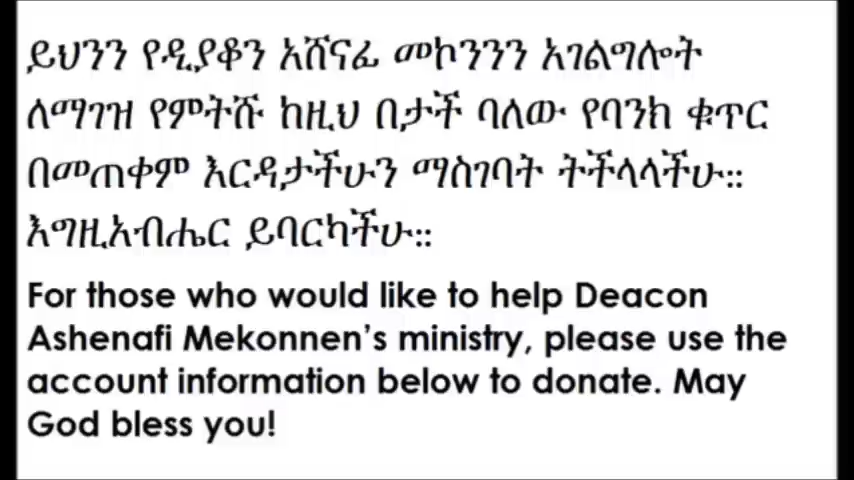 ይህንን የዲያቆን አሸናፊ መኮንንን አገልግሎት
ለማገዝ የምትሹ ከዚህ በታች ባለው የባንክ ቁጥር
በመጠቀም እርዳታችሁን ማስገባት ትችላላችሁ።
እግዚአብሔር ይባርካችሁ።
For those who would like to help Deacon
Ashenafi Mekonnen’s ministry, please use the
account information below to donate. May
God bless you!